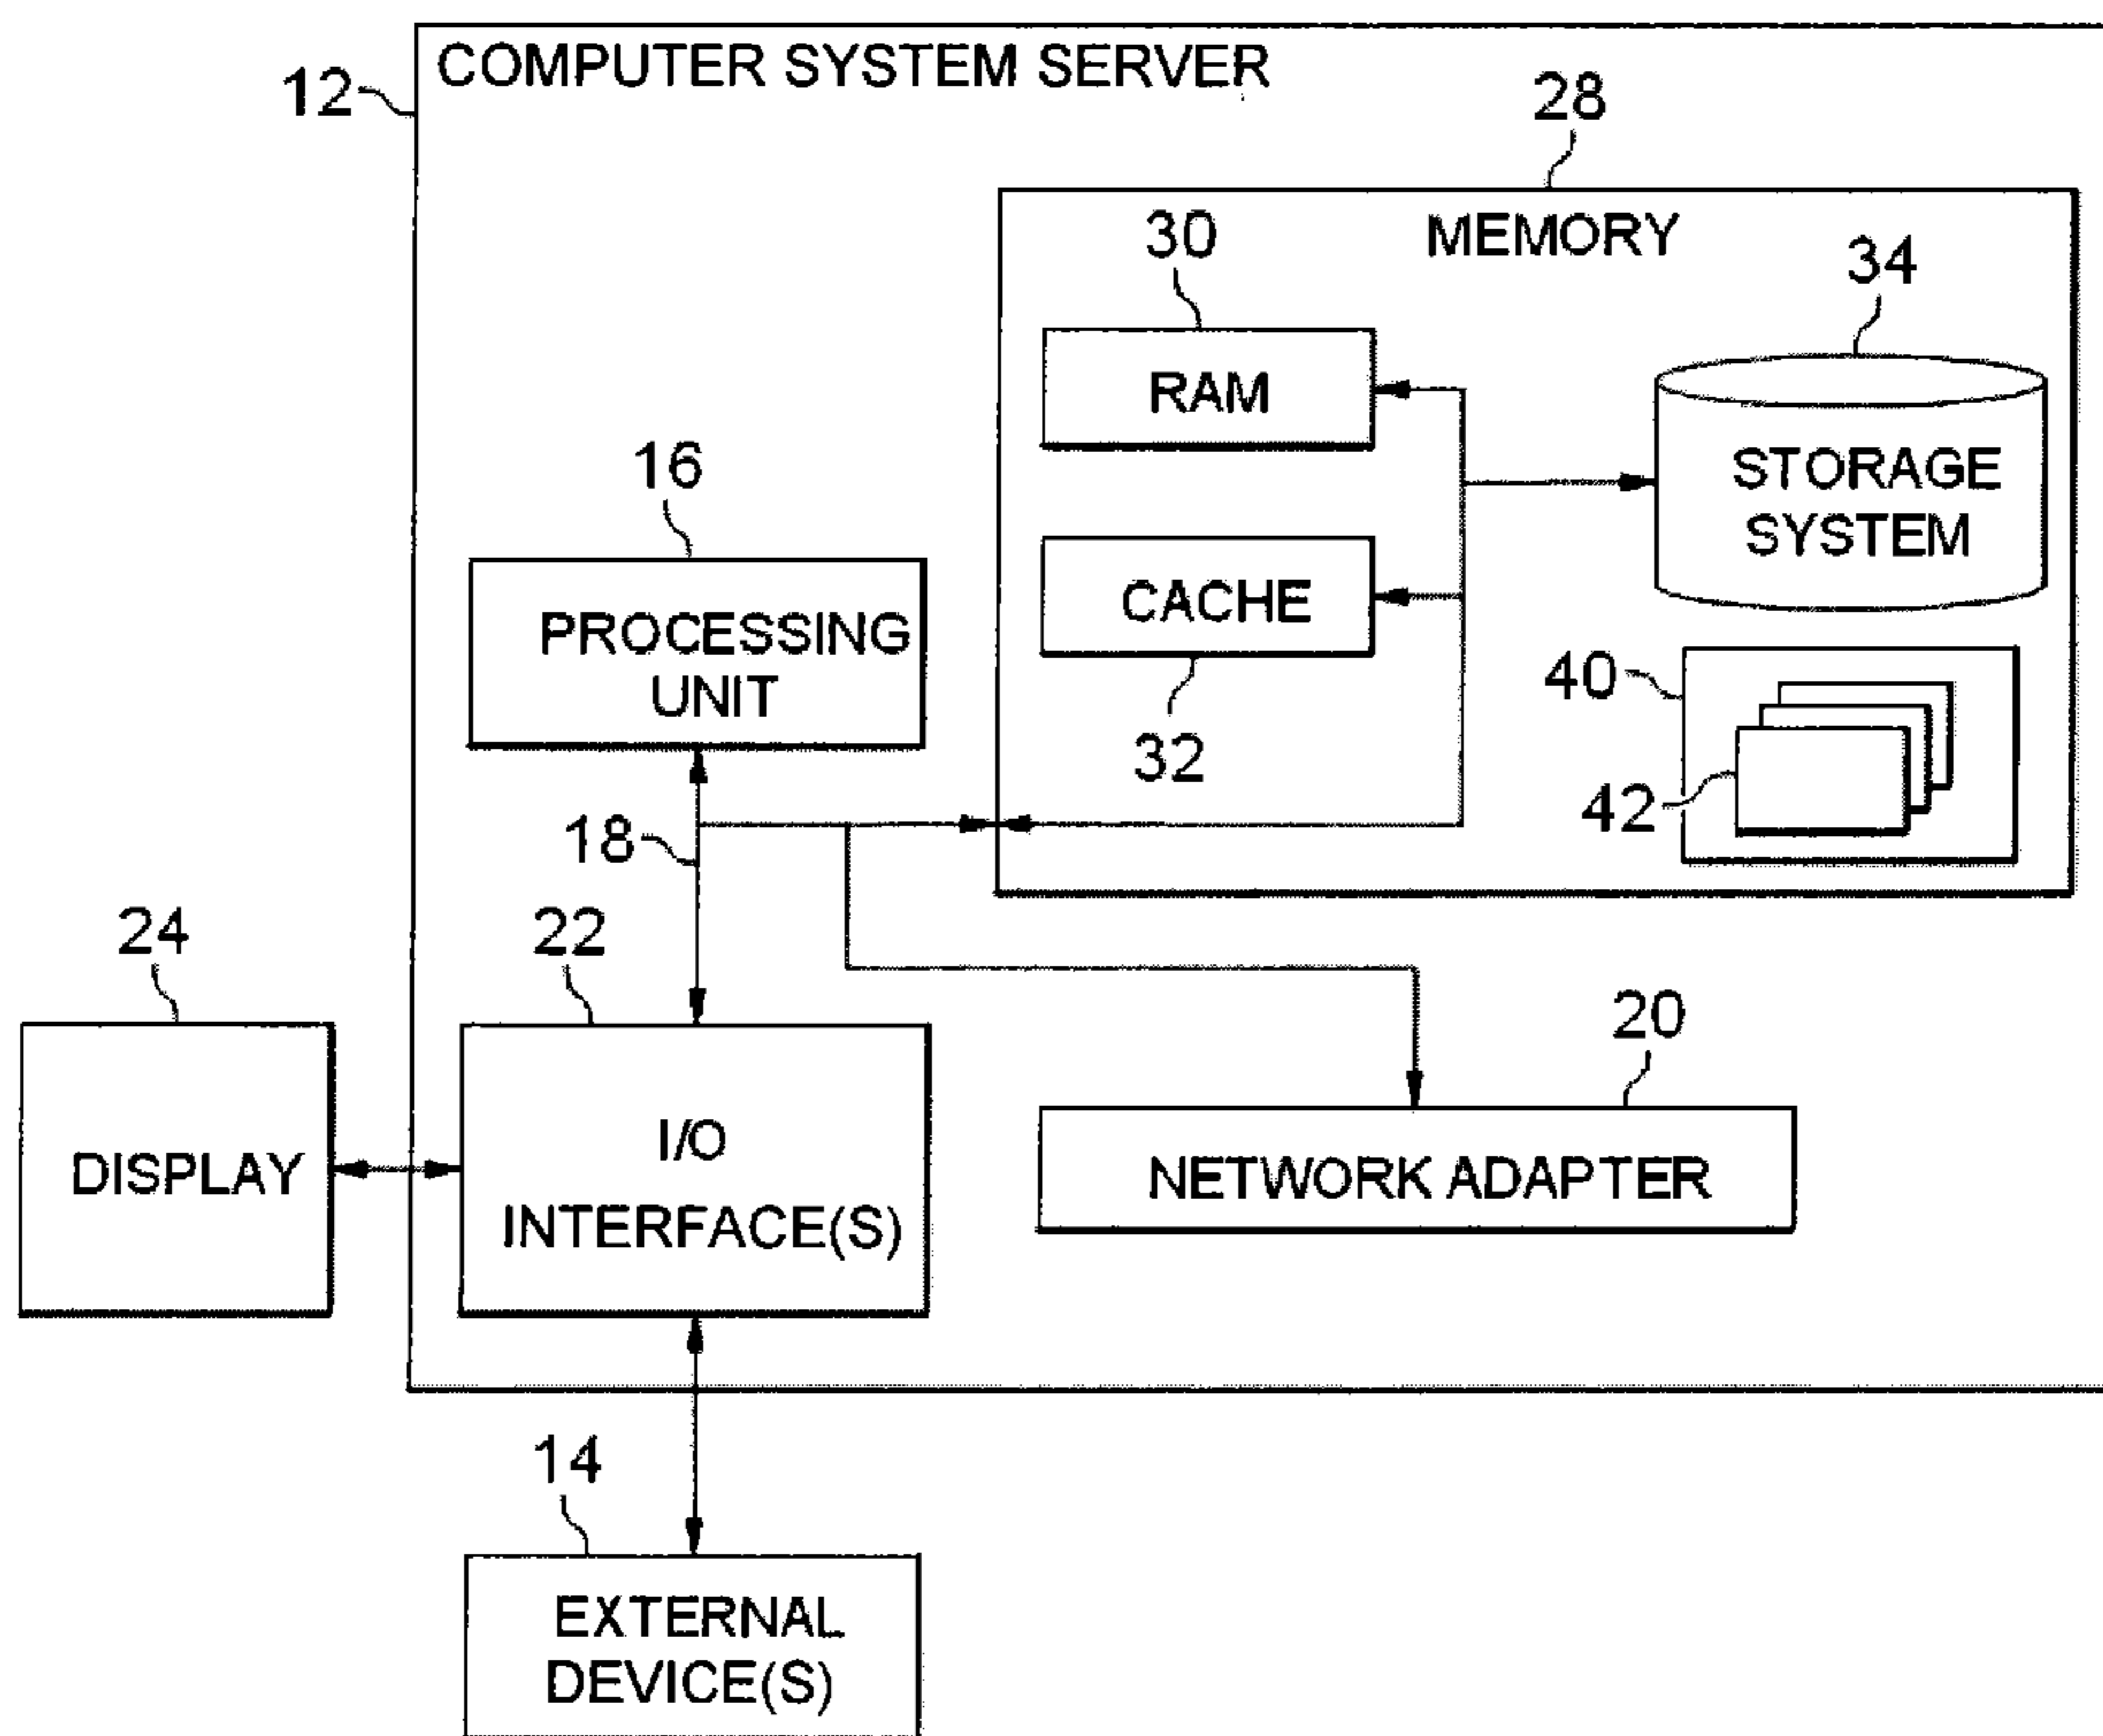 COMPUTER SYSTEM SERVER
12
28
MEMORY
30
34
RAM
STORAGE
SYSTEM
16
CACHE
PROCESSING
UNIT
32
40
42
18
24
22
20
DISPLAY
I/O
INTERFACE(S)
NETWORK ADAPTER
14
EXTERNAL
DEVICE(S)